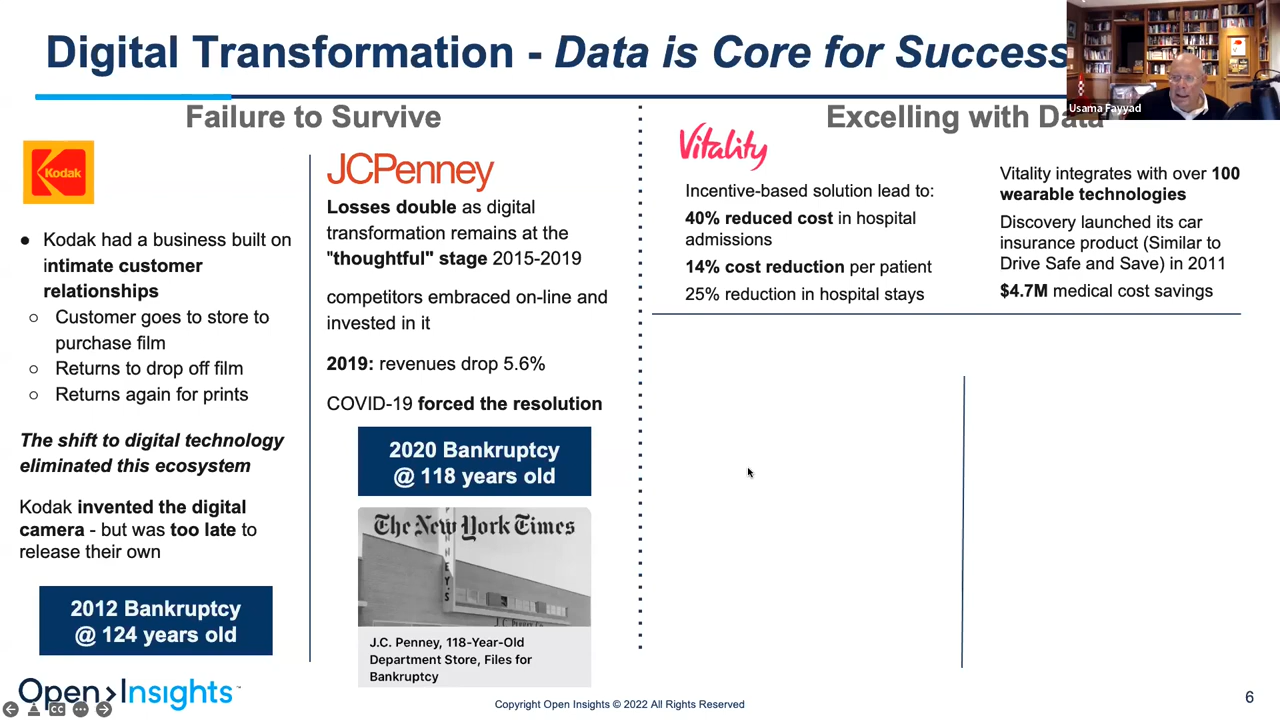 Digital Transformation - Data is Core for Success
Usama Fayyad
Failure to Survive
Kodak
● Kodak had a business built on
intimate customer
relationships
○ Customer goes to store to
purchase film
○ Returns to drop off film
○ Returns again for prints
The shift to digital technology
eliminated this ecosystem
Kodak invented the digital
camera - but was too late to
release their own
2012 Bankruptcy
@ 124 years old
JCPenney
Losses double as digital
transformation remains at the
"thoughtful" stage 2015-2019
competitors embraced on-line and
invested in it
2019: revenues drop 5.6%
COVID-19 forced the resolution
2020 Bankruptcy
@ 118 years old
The New York Times
J.C. Penney, 118-Year-Old
Department Store, Files for
Bankruptcy
Excelling with Data
Vitality
Incentive-based solution lead to:
40% reduced cost in hospital
admissions
14% cost reduction per patient
25% reduction in hospital stays
Vitality integrates with over 100
wearable technologies
Discovery launched its car
insurance product (Similar to
Drive Safe and Save) in 2011
$4.7M medical cost savings
Open Insights™
CC
Copyright Open Insights © 2022 All Rights Reserved
6